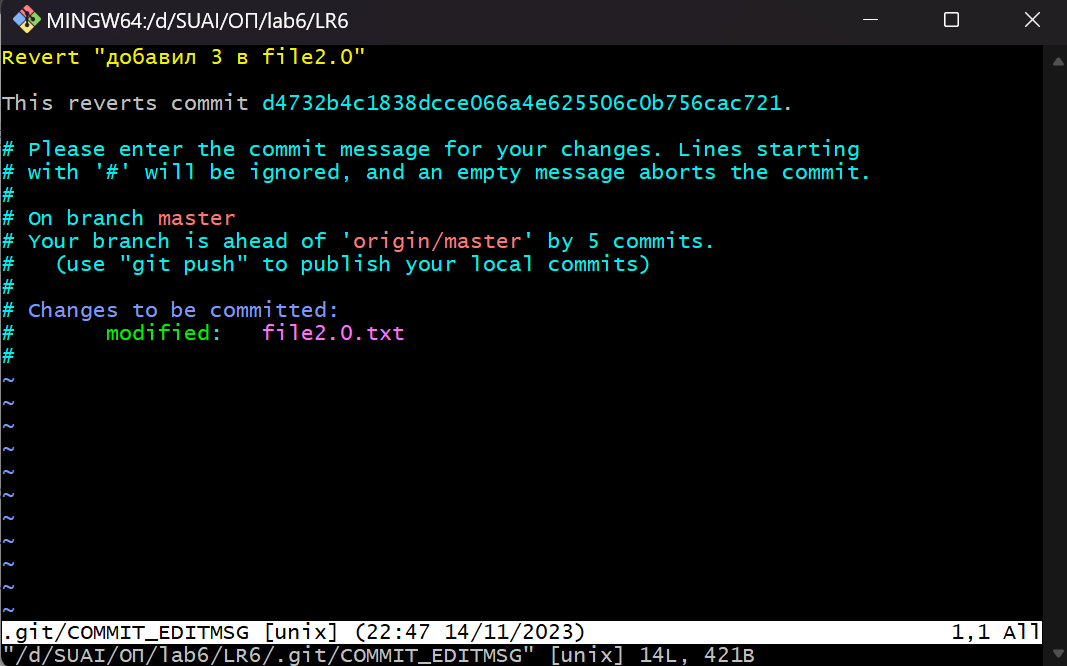 MINGW64:/d/SUAI/ОП/lab6/LR6
Revert "добавил 3 в file2.0"
This reverts commit d4732b4c1838dcce066a4e625506c0b756cac721.
# Please enter the commit message for your changes. Lines starting
# with '#' will be ignored, and an empty message aborts the commit.
#
# On branch master
# Your branch is ahead of 'origin/master' by 5 commits.
#   (use "git push" to publish your local commits)
#
# Changes to be committed:
#       modified:   file2.0.txt
#
~
~
~
~
~
~
~
~
~
~
~
.git/COMMIT_EDITMSG [unix] (22:47 14/11/2023) 1,1 All
"/d/SUAI/ОП/lab6/LR6/.git/COMMIT_EDITMSG" [unix] 14L, 421B